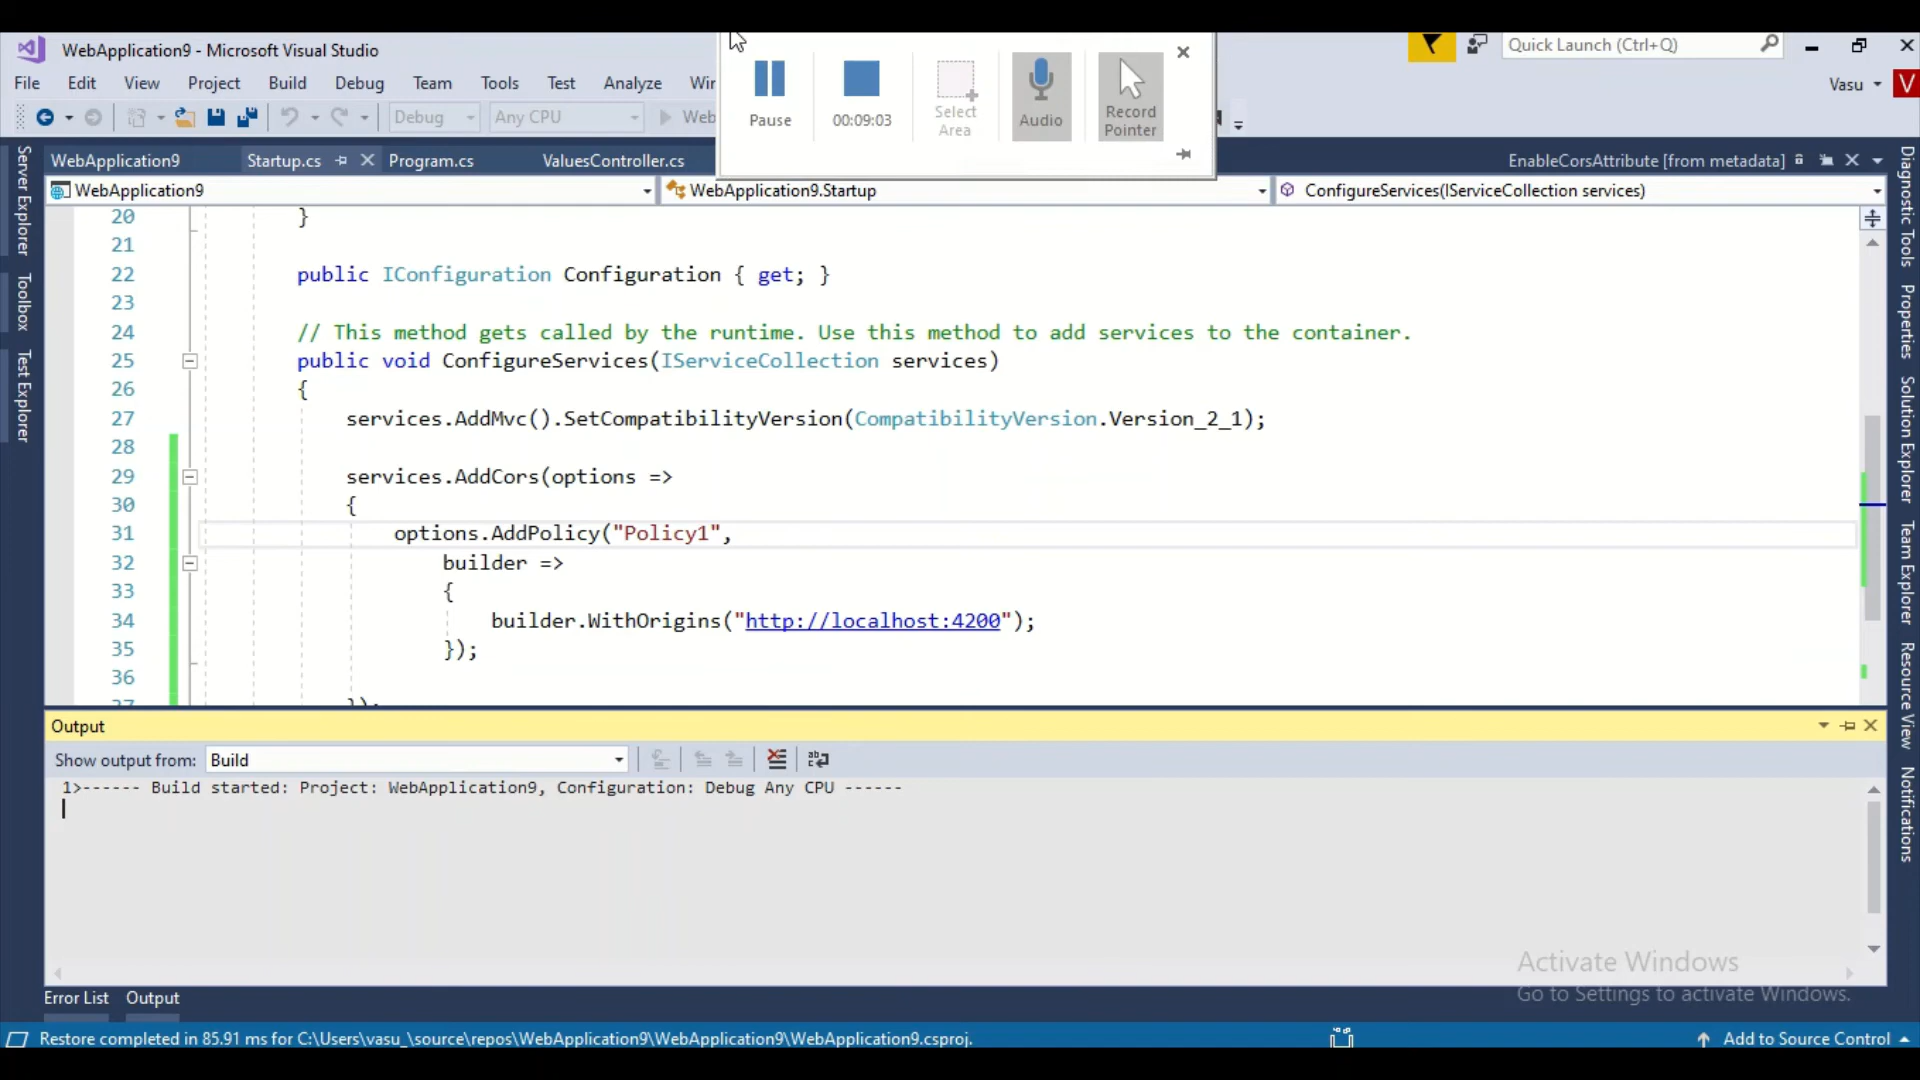 WebApplication9 - Microsoft Visual Studio
Quick Launch (Ctrl+Q)
File Edit View Project Build Debug Team Tools Test Analyze Win
Vasu
V
Debug
Any CPU
Web
Pause
00:09:03
Select
Area
Audio
Record
Pointer
WebApplication9
Startup.cs
Program.cs
ValuesController.cs
EnableCorsAttribute [from metadata]
WebApplication9
WebApplication9.Startup
ConfigureServices(IServiceCollection services)
Server Explorer
Toolbox
Test Explorer
20 }
21
22 public IConfiguration Configuration { get; }
23
24 // This method gets called by the runtime. Use this method to add services to the container.
25 public void ConfigureServices(IServiceCollection services)
26 {
27 services.AddMvc().SetCompatibilityVersion(CompatibilityVersion.Version_2_1);
28
29 services.AddCors(options =>
30 {
31 options.AddPolicy("Policy1",
32 builder =>
33 {
34 builder.WithOrigins("http://localhost:4200");
35 });
36
37 });
Diagnostic Tools
Properties
Solution Explorer
Team Explorer
Resource View
Notifications
Output
Show output from: Build
1>------ Build started: Project: WebApplication9, Configuration: Debug Any CPU ------
Activate Windows
Go to Settings to activate Windows.
Error List Output
Restore completed in 85.91 ms for C:\Users\vasu_\source\repos\WebApplication9\WebApplication9\WebApplication9.csproj.
Add to Source Control